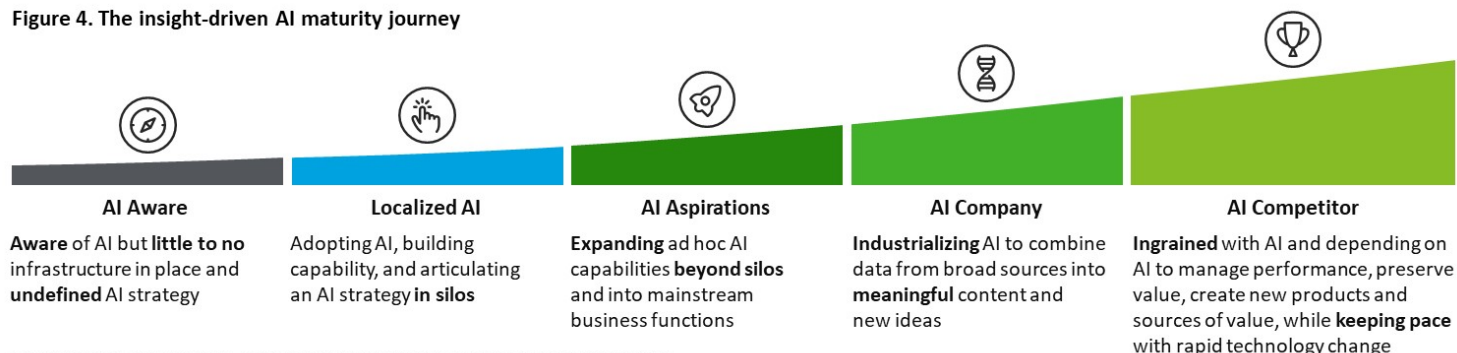 Figure 4. The insight-driven AI maturity journey
AI Aware
Aware of AI but little to no
infrastructure in place and
undefined AI strategy
Localized AI
Adopting AI, building
capability, and articulating
an AI strategy in silos
AI Aspirations
Expanding ad hoc AI
capabilities beyond silos
and into mainstream
business functions
AI Company
Industrializing AI to combine
data from broad sources into
meaningful content and
new ideas
AI Competitor
Ingrained with AI and depending on
AI to manage performance, preserve
value, create new products and
sources of value, while keeping pace
with rapid technology change